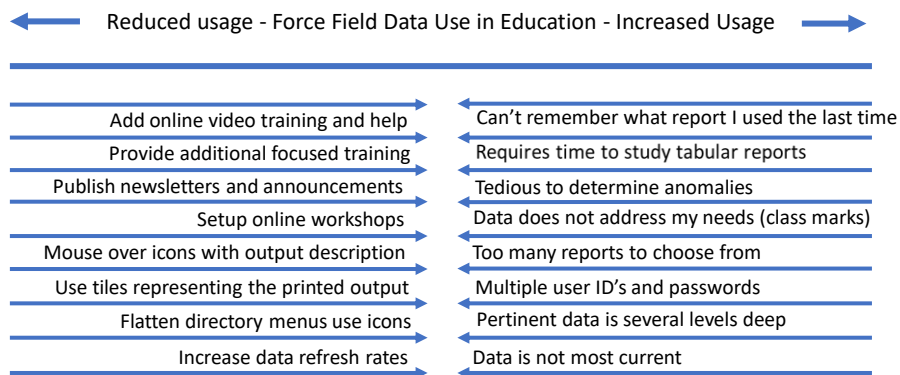 Reduced usage - Force Field Data Use in Education - Increased Usage
Add online video training and help
Can't remember what report I used the last time
Provide additional focused training
Requires time to study tabular reports
Publish newsletters and announcements
Tedious to determine anomalies
Setup online workshops
Data does not address my needs (class marks)
Mouse over icons with output description
Too many reports to choose from
Use tiles representing the printed output
Multiple user ID's and passwords
Flatten directory menus use icons
Pertinent data is several levels deep
Increase data refresh rates
Data is not most current